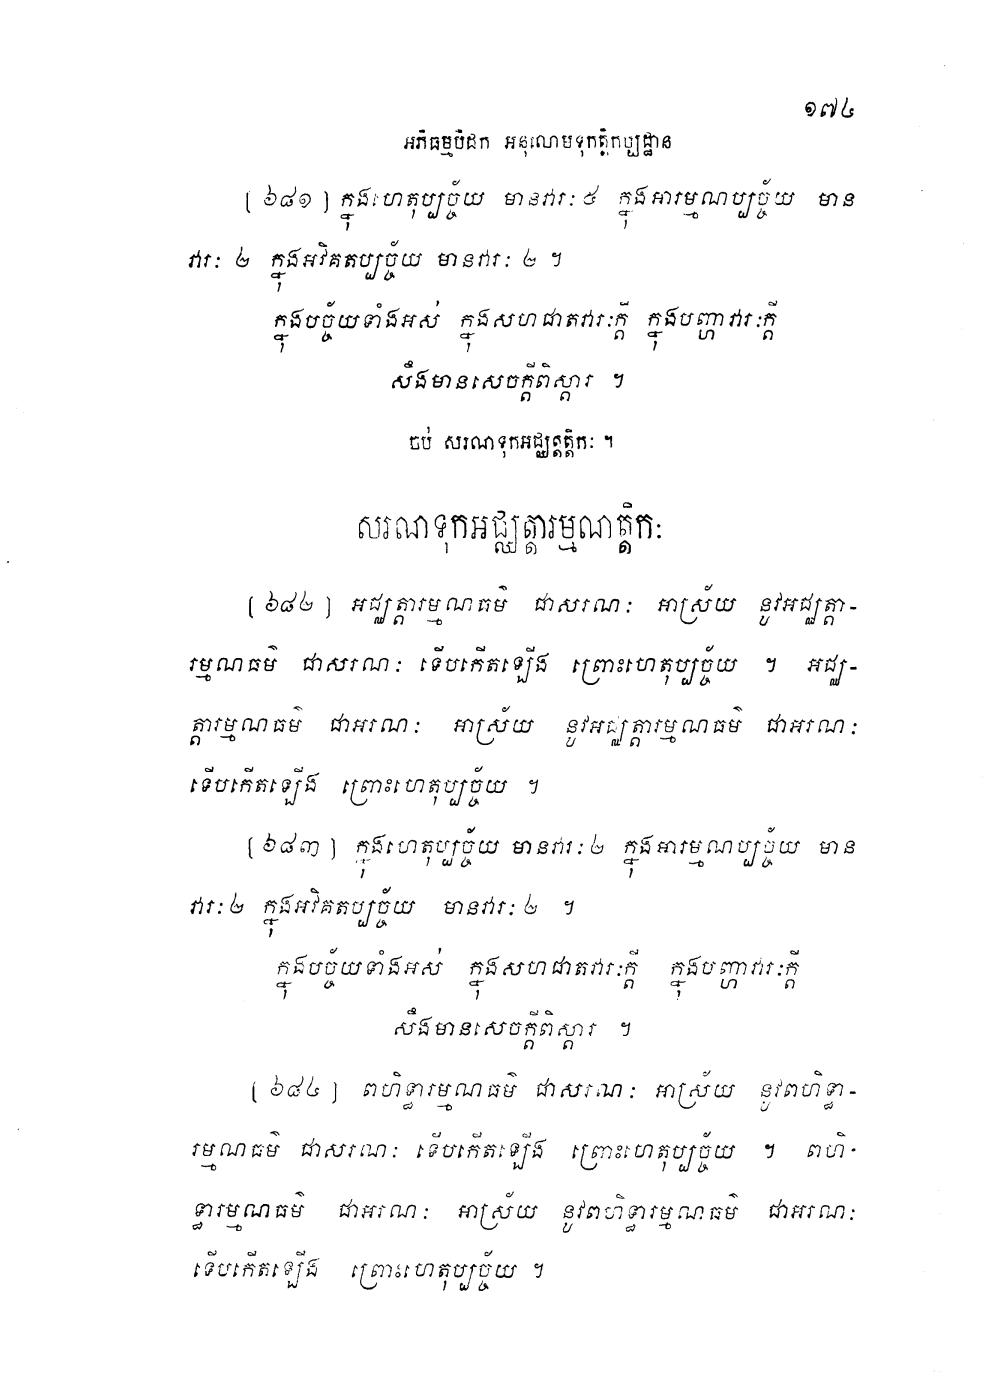 ១៧៤
អភិធម្មបិដក អនុលោមទុកត្តិកប្បដ្ឋាន
[ ៦៨១ ] ក្នុងហេតុប្បច្ច័យ មានវារៈ ៥ ក្នុងអារម្មណប្បច្ច័យ មាន
វារៈ ២ ក្នុងអវិគតប្បច្ច័យ មានវារៈ ២ ។
ក្នុងបច្ច័យទាំងអស់ ក្នុងសហជាតវារៈក្តី ក្នុងបញ្ហាវារៈក្តី
សឹងមានសេចក្តីពិស្តារ ។
ចប់ សរណទុកអជ្ឈត្តត្តិកៈ ។
សរណទុកអជ្ឈត្តារម្មណត្តិកៈ
[ ៦៨២ ] អជ្ឈត្តារម្មណធម៌ ជាសរណៈ អាស្រ័យ នូវអជ្ឈត្តា-
រម្មណធម៌ ជាសរណៈ ទើបកើតឡើង ព្រោះហេតុប្បច្ច័យ ។ អជ្ឈ-
ត្តារម្មណធម៌ ជាអរណៈ អាស្រ័យ នូវអជ្ឈត្តារម្មណធម៌ ជាអរណៈ
ទើបកើតឡើង ព្រោះហេតុប្បច្ច័យ ។
[ ៦៨៣ ] ក្នុងហេតុប្បច្ច័យ មានវារៈ ២ ក្នុងអារម្មណប្បច្ច័យ មាន
វារៈ ២ ក្នុងអវិគតប្បច្ច័យ មានវារៈ ២ ។
ក្នុងបច្ច័យទាំងអស់ ក្នុងសហជាតវារៈក្តី ក្នុងបញ្ហាវារៈក្តី
សឹងមានសេចក្តីពិស្តារ ។
[ ៦៨៤ ] ពហិទ្ធារម្មណធម៌ ជាសរណៈ អាស្រ័យ នូវពហិទ្ធា-
រម្មណធម៌ ជាសរណៈ ទើបកើតឡើង ព្រោះហេតុប្បច្ច័យ ។ ពហិ-
ទ្ធារម្មណធម៌ ជាអរណៈ អាស្រ័យ នូវពហិទ្ធារម្មណធម៌ ជាអរណៈ
ទើបកើតឡើង ព្រោះហេតុប្បច្ច័យ ។